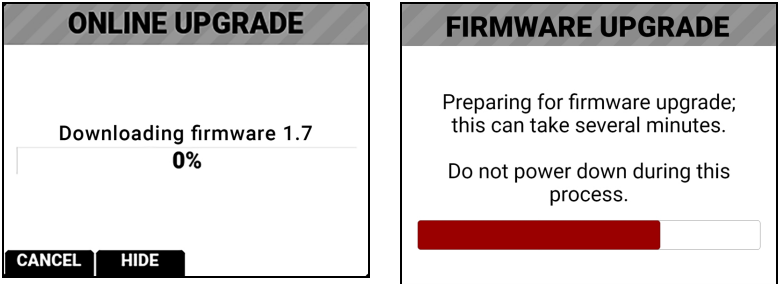 ONLINE UPGRADE
Downloading firmware 1.7
0%
CANCEL HIDE
FIRMWARE UPGRADE
Preparing for firmware upgrade;
this can take several minutes.
Do not power down during this
process.